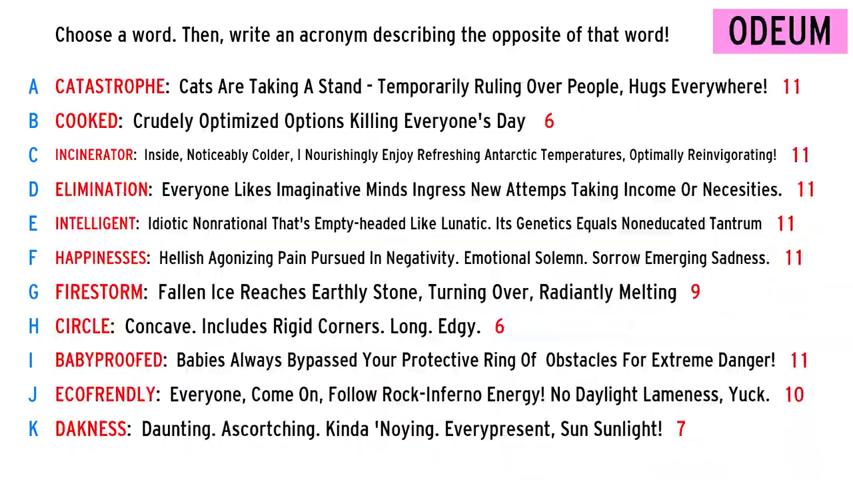 Choose a word. Then, write an acronym describing the opposite of that word!
ODEUM
A CATASTROPHE: Cats Are Taking A Stand - Temporarily Ruling Over People, Hugs Everywhere! 11
B COOKED: Crudely Optimized Options Killing Everyone's Day 6
C INCINERATOR: Inside, Noticeably Colder, I Nourishingly Enjoy Refreshing Antarctic Temperatures, Optimally Reinvigorating! 11
D ELIMINATION: Everyone Likes Imaginative Minds Ingress New Attemps Taking Income Or Necesities. 11
E INTELLIGENT: Idiotic Nonrational That's Empty-headed Like Lunatic. Its Genetics Equals Noneducated Tantrum 11
F HAPPINESSES: Hellish Agonizing Pain Pursued In Negativity. Emotional Solemn. Sorrow Emerging Sadness. 11
G FIRESTORM: Fallen Ice Reaches Earthly Stone, Turning Over, Radiantly Melting 9
H CIRCLE: Concave. Includes Rigid Corners. Long. Edgy. 6
I BABYPROOFED: Babies Always Bypassed Your Protective Ring Of Obstacles For Extreme Danger! 11
J ECOFRENDLY: Everyone, Come On, Follow Rock-Inferno Energy! No Daylight Lameness, Yuck. 10
K DAKNESS: Daunting. Ascortching. Kinda 'Noying. Everypresent, Sun Sunlight! 7